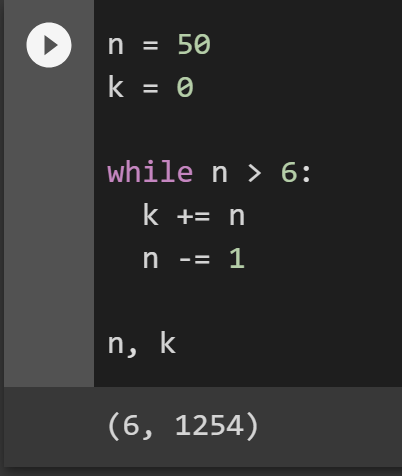 n = 50
k = 0
while n > 6:
  k += n
  n -= 1
n, k
(6, 1254)